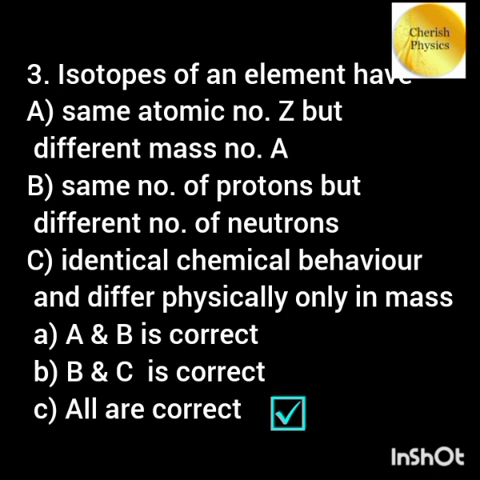 Cherish
Physics
3. Isotopes of an element have
A) same atomic no. Z but
different mass no. A
B) same no. of protons but
different no. of neutrons
C) identical chemical behaviour
and differ physically only in mass
a) A & B is correct
b) B & C is correct
c) All are correct
InShOt